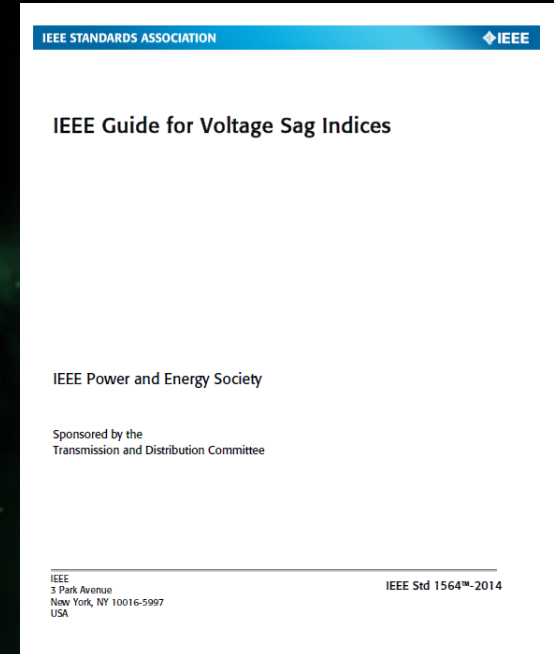 IEEE STANDARDS ASSOCIATION
IEEE
IEEE Guide for Voltage Sag Indices
IEEE Power and Energy Society
Sponsored by the
Transmission and Distribution Committee
IEEE
3 Park Avenue
New York, NY 10016-5997
USA
IEEE Std 1564™-2014